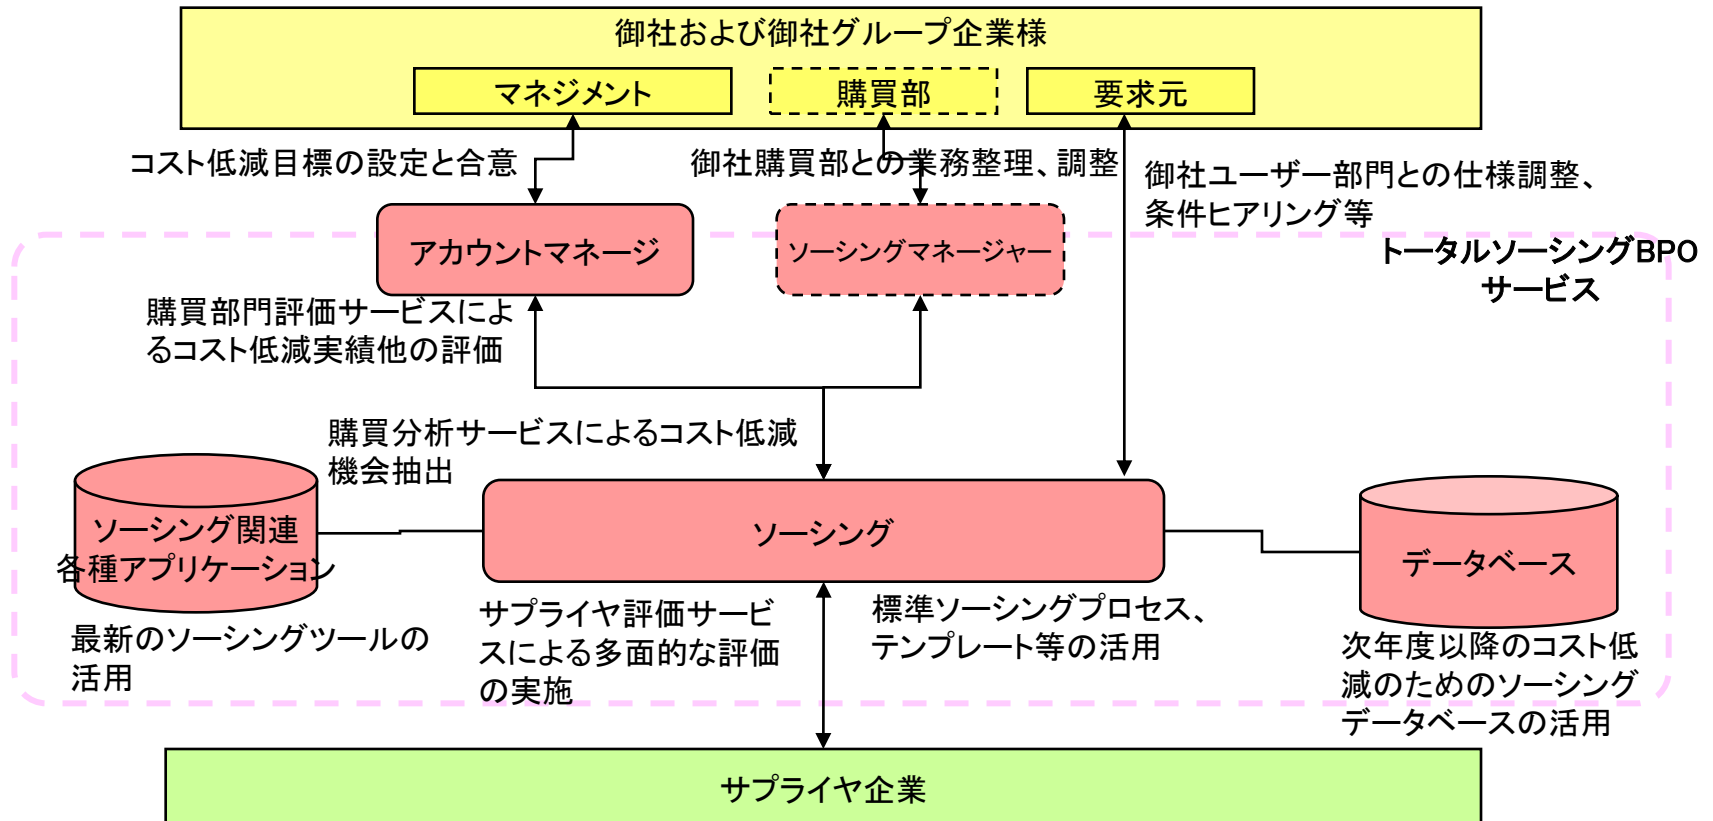 御社および御社グループ企業様
マネジメント
購買部
要求元
コスト低減目標の設定と合意
御社購買部との業務整理、調整
御社ユーザー部門との仕様調整、
条件ヒアリング等
アカウントマネージ
ソーシングマネージャー
トータルソーシングBPO
サービス
購買部門評価サービスによ
るコスト低減実績他の評価
購買分析サービスによるコスト低減
機会抽出
ソーシング関連
各種アプリケーション
ソーシング
データベース
最新のソーシングツールの
活用
サプライヤ評価サービ
スによる多面的な評価
の実施
標準ソーシングプロセス、
テンプレート等の活用
次年度以降のコスト低
減のためのソーシング
データベースの活用
サプライヤ企業